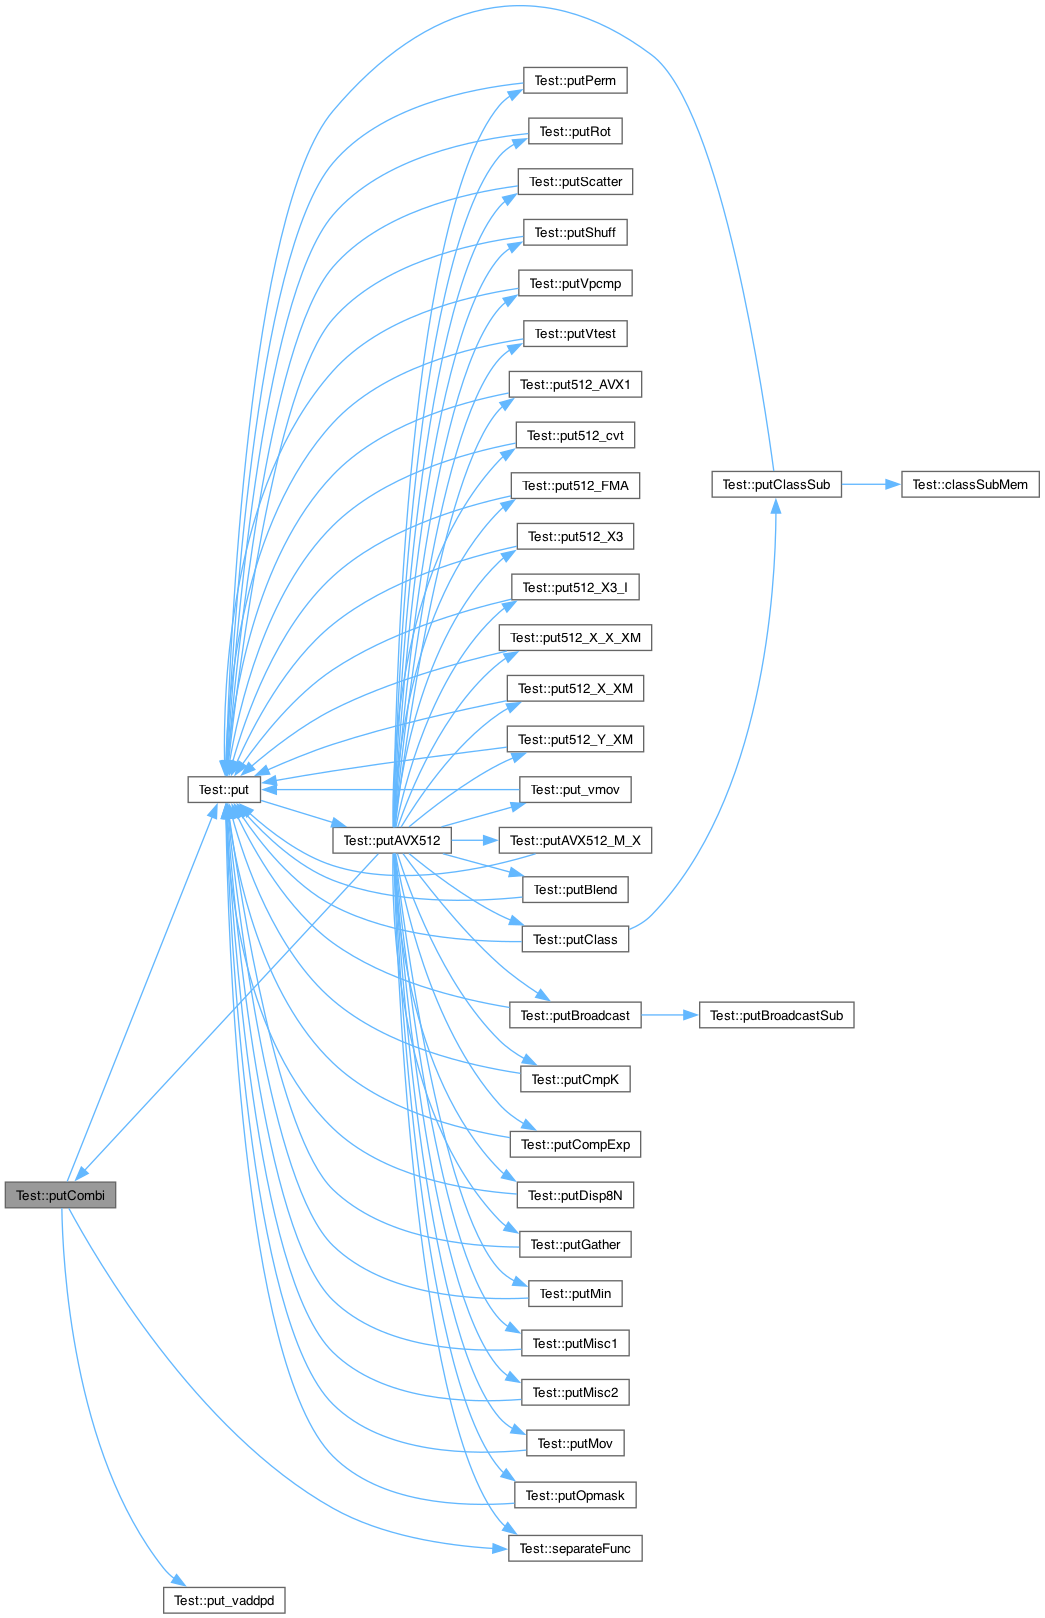 Test::putPerm
Test::putRot
Test::putScatter
Test::putShuff
Test::putVpcmp
Test::putVtest
Test::put512_AVX1
Test::put512_cvt
Test::put512_FMA
Test::putClassSub
Test::classSubMem
Test::put512_X3
Test::put512_X3_I
Test::put512_X_X_XM
Test::put512_X_XM
Test::put512_Y_XM
Test::put
Test::put_vmov
Test::putAVX512
Test::putAVX512_M_X
Test::putBlend
Test::putClass
Test::putBroadcast
Test::putBroadcastSub
Test::putCmpK
Test::putCompExp
Test::putCombi
Test::putDisp8N
Test::putGather
Test::putMin
Test::putMisc1
Test::putMisc2
Test::putMov
Test::putOpmask
Test::separateFunc
Test::put_vaddpd